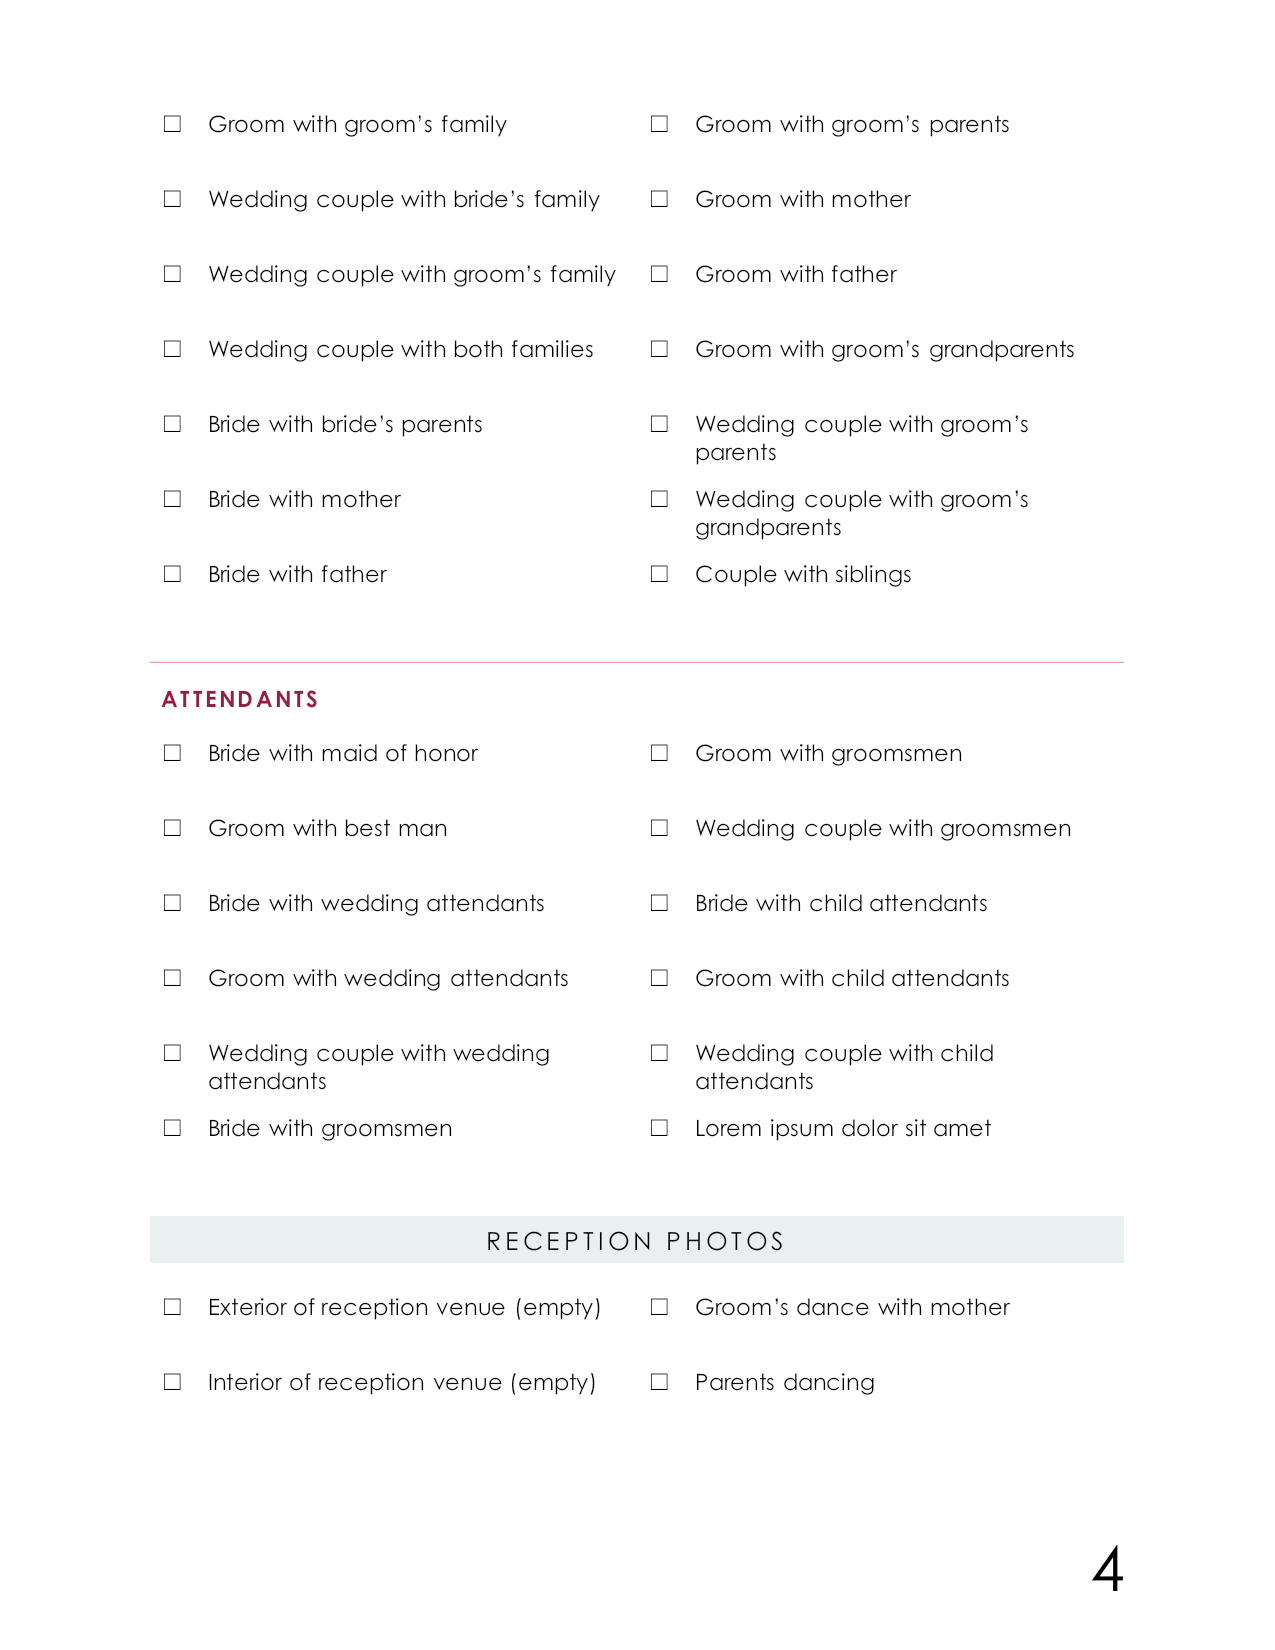 ☐ Groom with groom’s family
☐ Wedding couple with bride’s family
☐ Wedding couple with groom’s family
☐ Wedding couple with both families
☐ Bride with bride’s parents
☐ Bride with mother
☐ Bride with father
☐ Groom with groom’s parents
☐ Groom with mother
☐ Groom with father
☐ Groom with groom’s grandparents
☐ Wedding couple with groom’s
parents
☐ Wedding couple with groom’s
grandparents
☐ Couple with siblings
ATTENDANTS
☐ Bride with maid of honor
☐ Groom with best man
☐ Bride with wedding attendants
☐ Groom with wedding attendants
☐ Wedding couple with wedding
attendants
☐ Bride with groomsmen
☐ Groom with groomsmen
☐ Wedding couple with groomsmen
☐ Bride with child attendants
☐ Groom with child attendants
☐ Wedding couple with child
attendants
☐ Lorem ipsum dolor sit amet
RECEPTION PHOTOS
☐ Exterior of reception venue (empty)
☐ Interior of reception venue (empty)
☐ Groom’s dance with mother
☐ Parents dancing
4